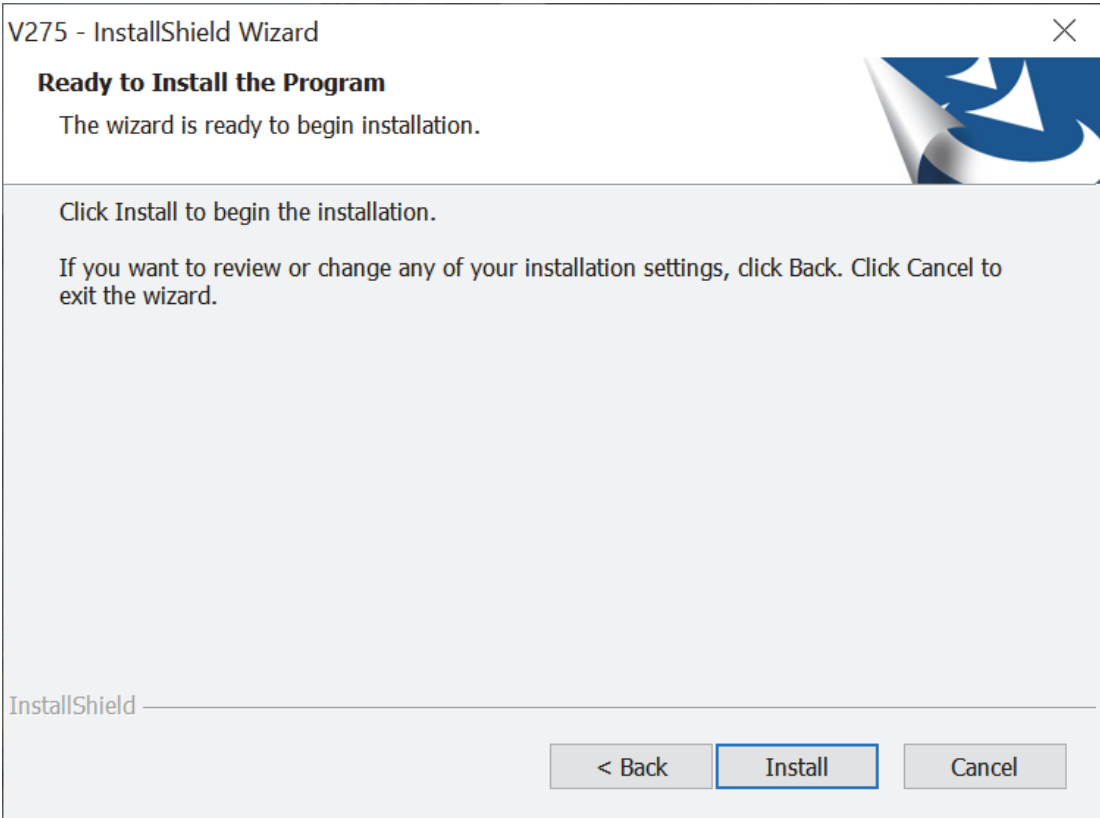 V275 - InstallShield Wizard
Ready to Install the Program
The wizard is ready to begin installation.
Click Install to begin the installation.
If you want to review or change any of your installation settings, click Back. Click Cancel to
exit the wizard.
InstallShield
< Back
Install
Cancel